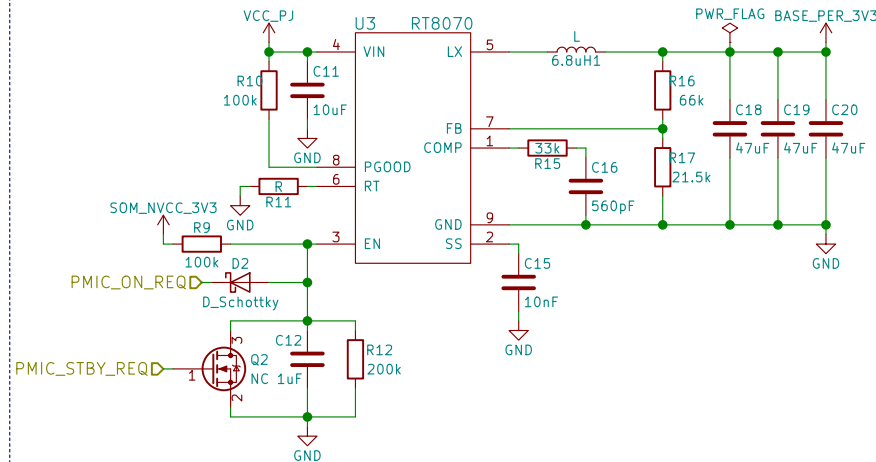 VCC_PJ
U3
RT8070
PWR_FLAG
BASE_PER_3V3
4
VIN
LX
5
L
6.8uH1
R10
100k
C11
10uF
GND
R16
66k
C18
47uF
C19
47uF
C20
47uF
FB
7
COMP
1
33k
R15
C16
560pF
R17
21.5k
8
PGOOD
6
RT
R
R11
GND
SOM_NVCC_3V3
R9
100k
3
EN
GND
9
SS
2
C15
10nF
GND
GND
PMIC_ON_REQ
D2
D_Schottky
PMIC_STBY_REQ
1
3
2
Q2
NC
C12
1uF
R12
200k
GND